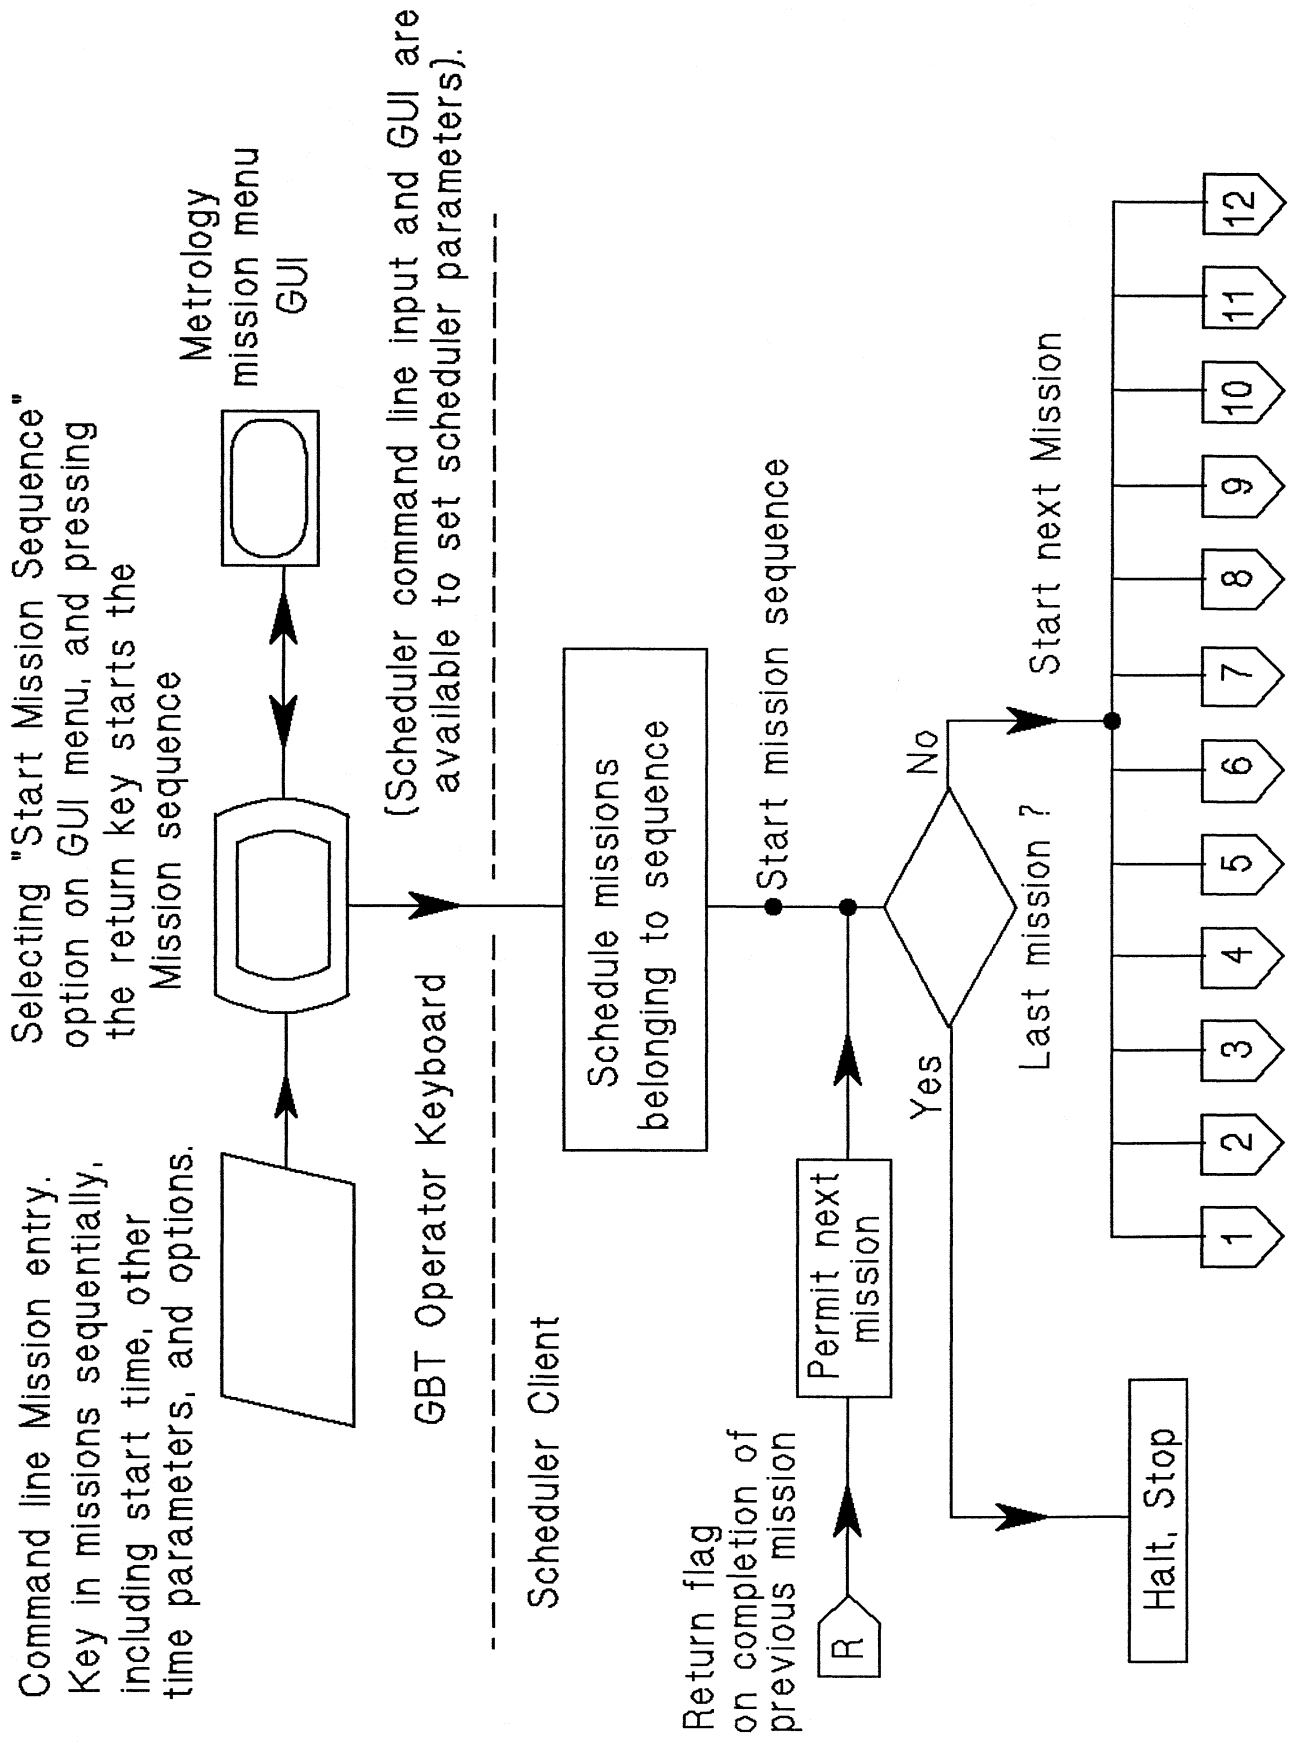 Command line Mission entry.
Key in missions sequentially,
including start time, other
time parameters, and options.
Selecting "Start Mission Sequence"
option on GUI menu, and pressing
the return key starts the
Mission sequence
Metrology
mission menu
GUI
GBT Operator Keyboard
(Scheduler command line input and GUI are
available to set scheduler parameters).
Scheduler Client
Schedule missions
belonging to sequence
Return flag
on completion of
previous mission
R
Permit next
mission
Start mission sequence
Yes
No
Last mission ?
Start next Mission
Halt, Stop
1
2
3
4
5
6
7
8
9
10
11
12